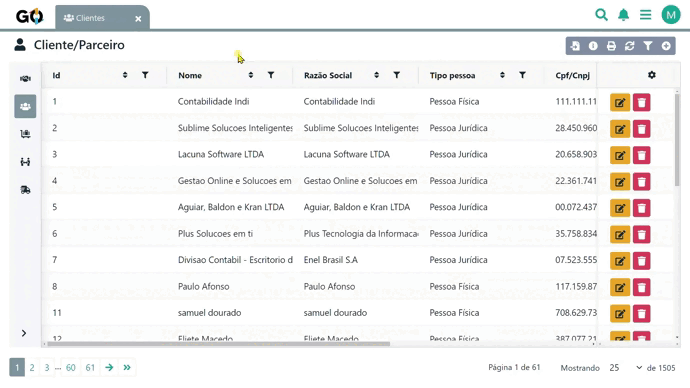 GO Clientes
M
Cliente/Parceiro
Id Nome Razão Social Tipo pessoa Cpf/Cnpj
1 Contabilidade Indi Contabilidade Indi Pessoa Física 111.111.11
2 Sublime Solucoes Inteligentes Sublime Solucoes Inteligentes Pessoa Jurídica 28.450.960
3 Lacuna Software LTDA Lacuna Software LTDA Pessoa Jurídica 20.658.903
4 Gestao Online e Solucoes em Gestao Online e Solucoes em Pessoa Jurídica 22.361.741
5 Aguiar, Baldon e Kran LTDA Aguiar, Baldon e Kran LTDA Pessoa Jurídica 00.072.437
6 Plus Solucoes em ti Plus Tecnologia da Informaca Pessoa Jurídica 35.758.834
7 Divisao Contabil - Escritorio d Enel Brasil S.A Pessoa Jurídica 07.523.555
8 Paulo Afonso Paulo Afonso Pessoa Física 117.159.87
11 samuel dourado samuel dourado Pessoa Física 708.629.73
12 Eliete Macedo Eliete Macedo Pessoa Física 387.077.21
1 2 3 ... 60 61 Página 1 de 61 Mostrando 25 de 1505